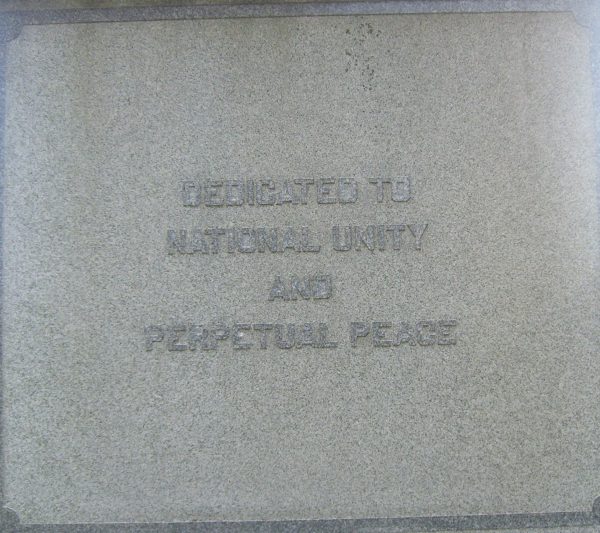 DEDICATED TO
NATIONAL UNITY
AND
PERPETUAL PEACE